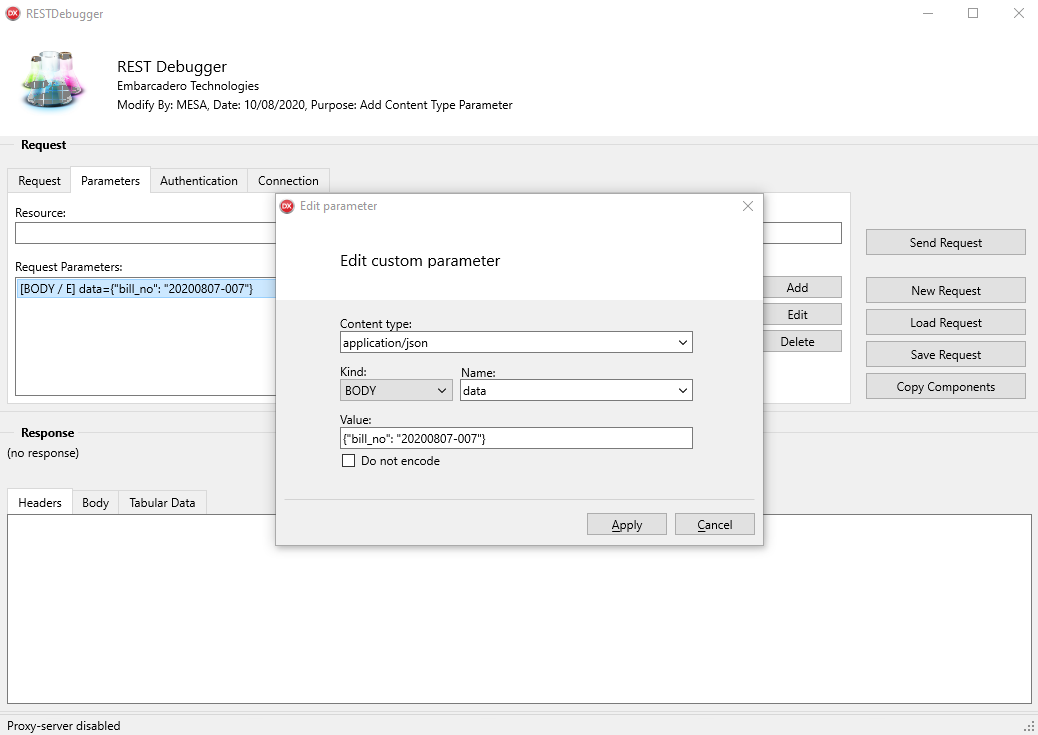 RESTDebugger
REST Debugger
Embarcadero Technologies
Modify By: MESA, Date: 10/08/2020, Purpose: Add Content Type Parameter
Request
Request Parameters Authentication Connection
Resource:
Request Parameters:
[BODY / E] data={"bill_no": "20200807-007"}
Add
Edit
Delete
Send Request
New Request
Load Request
Save Request
Copy Components
DX Edit parameter
Edit custom parameter
Content type:
application/json
Kind: Name:
BODY data
Value:
{"bill_no": "20200807-007"}
Do not encode
Apply Cancel
Response
(no response)
Headers Body Tabular Data
Proxy-server disabled